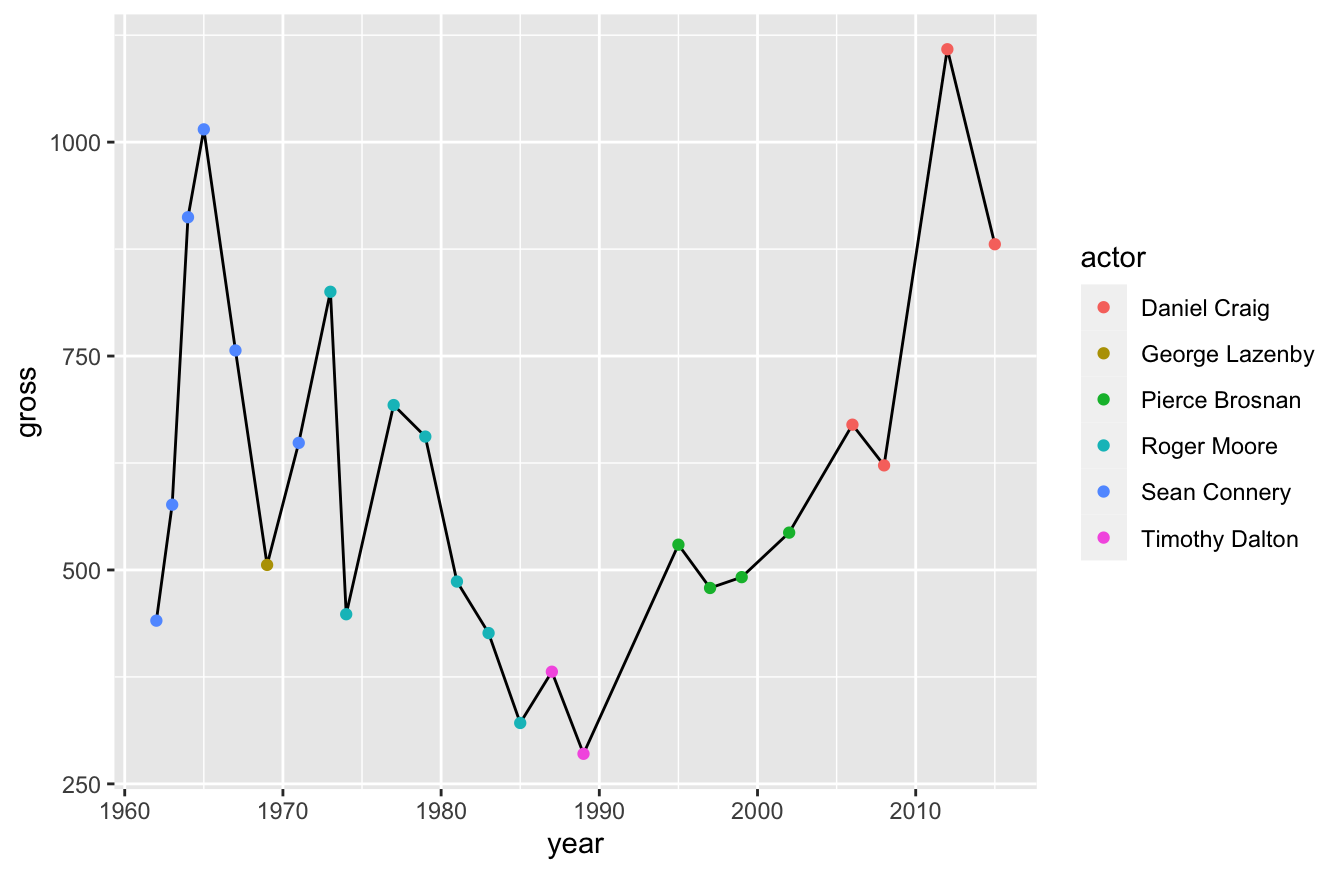 1000
750
500
250
gross
1960 1970 1980 1990 2000 2010
year
actor
Daniel Craig
George Lazenby
Pierce Brosnan
Roger Moore
Sean Connery
Timothy Dalton